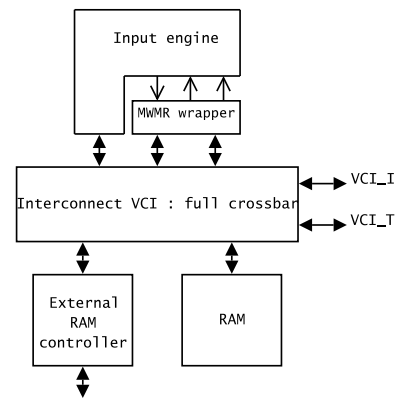 Input engine
MWMR wrapper
VCI_I
Interconnect VCI : full crossbar
VCI_T
External
RAM
controller
RAM